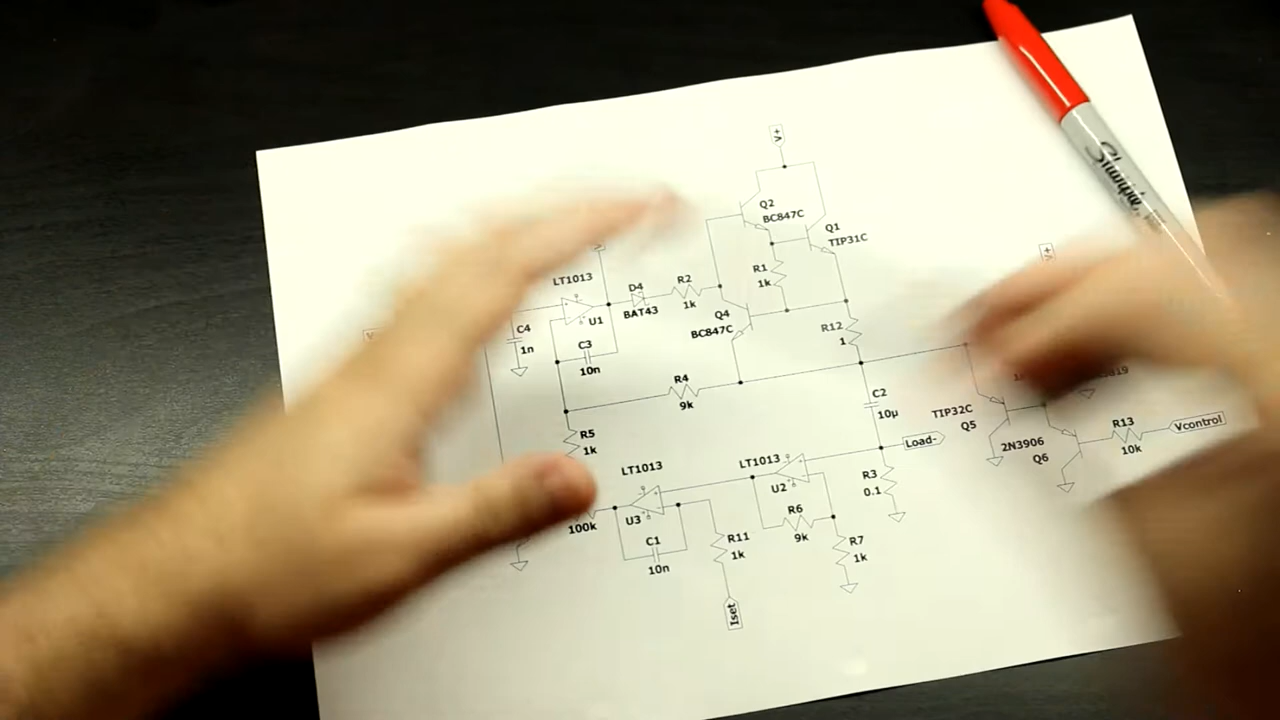 V+
Q2
BC847C
Q1
TIP31C
V+
LT1013
D4
R2
R1
1k
1k
BAT43
U1
Q4
BC847C
R12
1
C4
1n
C3
10n
R4
9k
C2
10µ
TIP32C
Q5
R13
10k
Vcontrol
2N3906
Q6
R5
1k
Load-
LT1013
LT1013
U2
R3
0.1
100k
U3
R6
9k
C1
10n
R11
1k
R7
1k
Iset
Sharpie